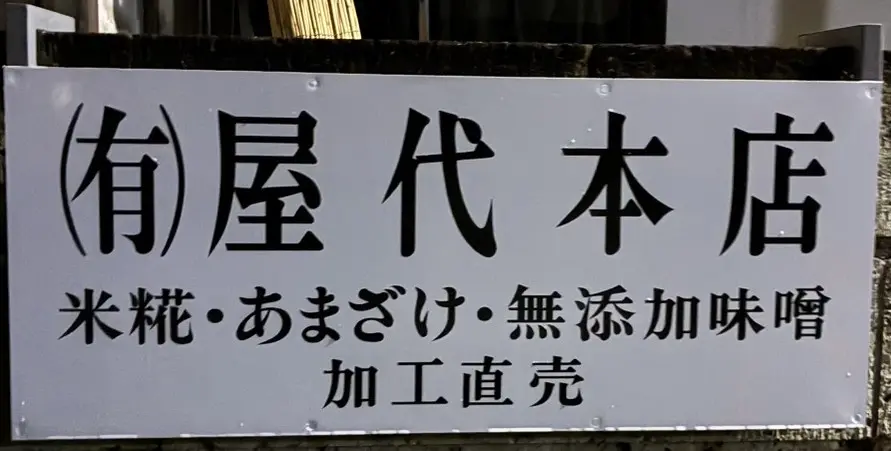 (有)屋代本店
米糀・あまざけ・無添加味噌
加工直売